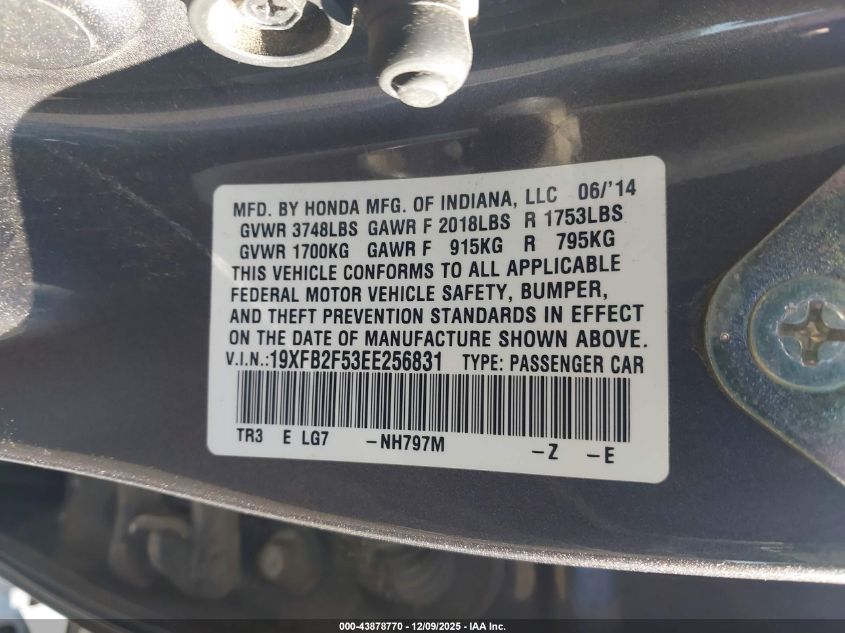 MFD. BY HONDA MFG. OF INDIANA, LLC 06/'14
GVWR 3748LBS GAWR F 2018LBS R 1753LBS
GVWR 1700KG GAWR F 915KG R 795KG
THIS VEHICLE CONFORMS TO ALL APPLICABLE
FEDERAL MOTOR VEHICLE SAFETY, BUMPER,
AND THEFT PREVENTION STANDARDS IN EFFECT
ON THE DATE OF MANUFACTURE SHOWN ABOVE.
V.I.N.:19XFB2F53EE256831 TYPE: PASSENGER CAR
TR3 E LG7 -NH797M -Z -E
000-43878770 - 12/09/2025 - IAA Inc.